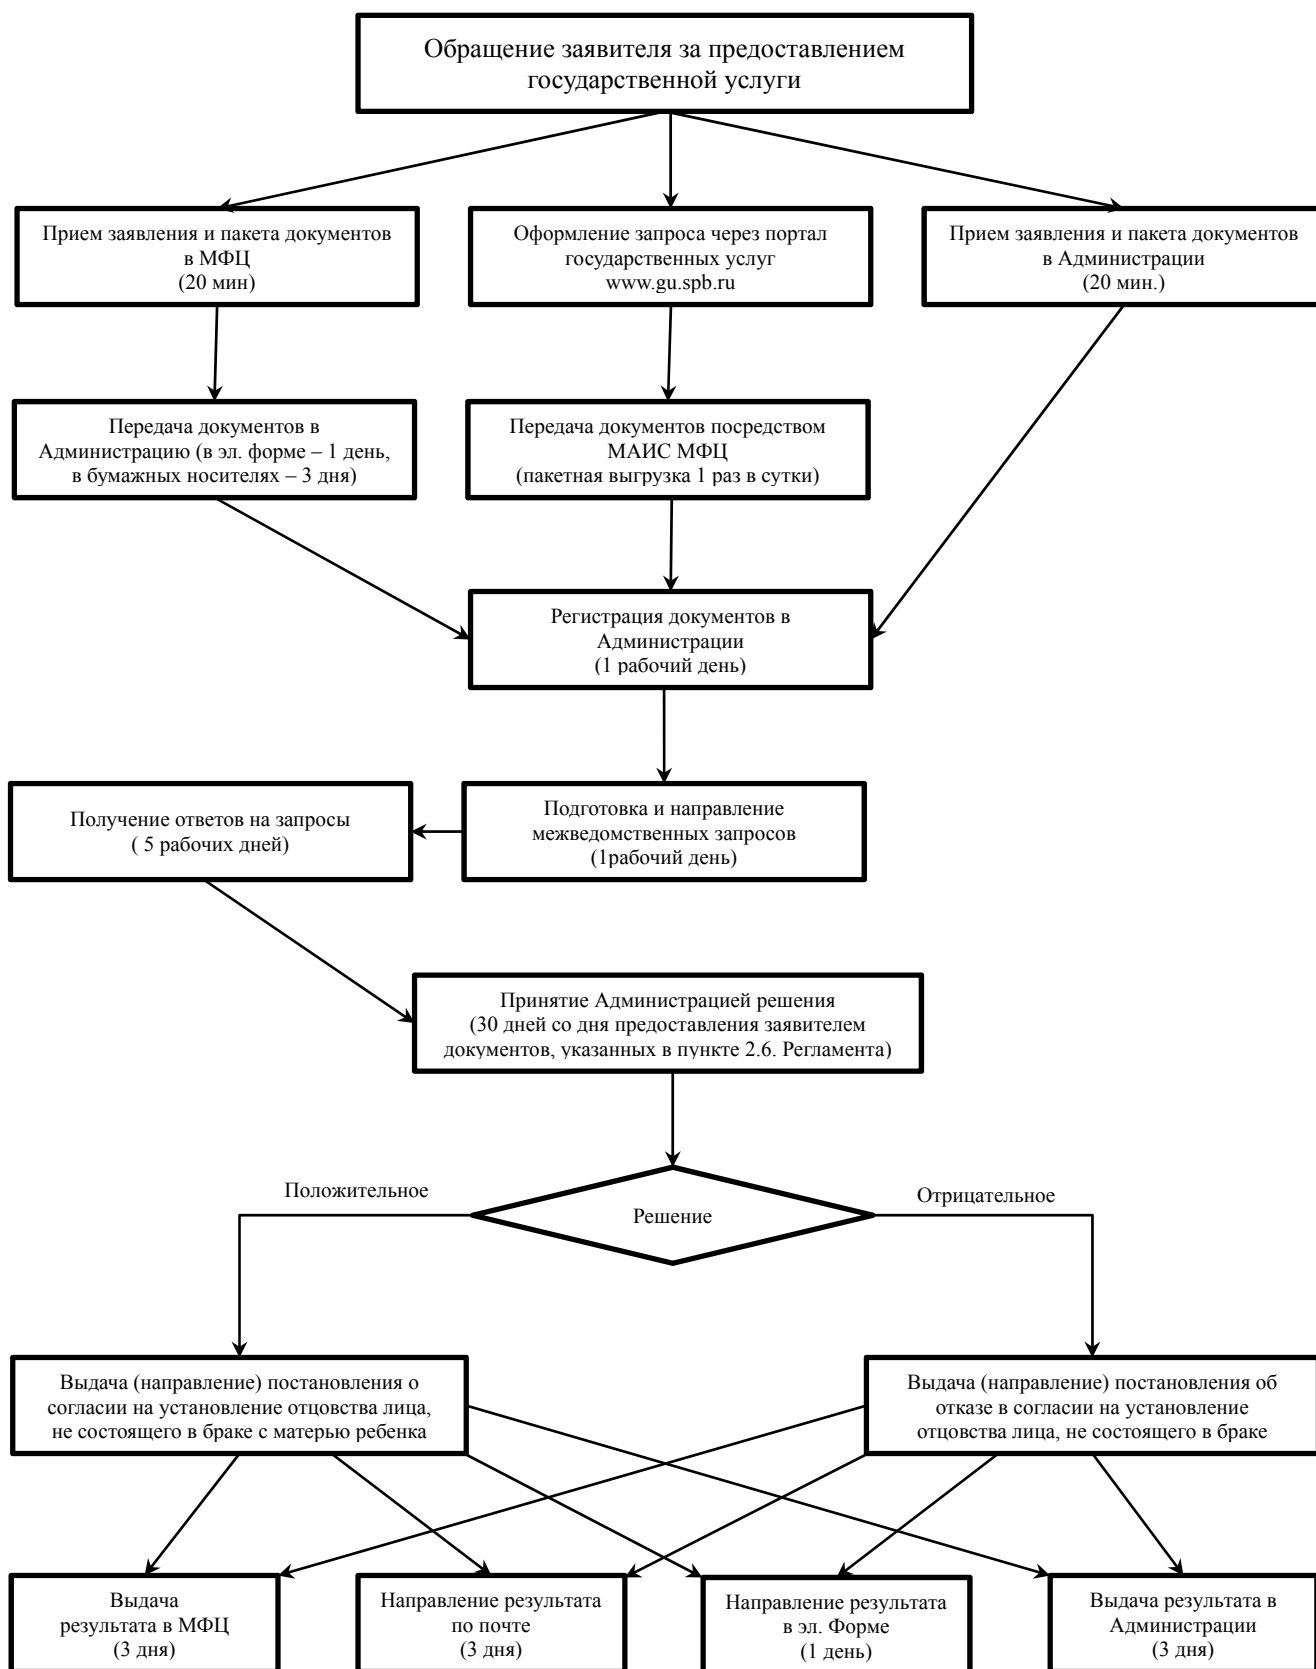 Обращение заявителя за предоставлением
государственной услуги
Прием заявления и пакета документов
в МФЦ
(20 мин)
Оформление запроса через портал
государственных услуг
www.gu.spb.ru
Прием заявления и пакета документов
в Администрации
(20 мин.)
Передача документов в
Администрацию (в эл. форме – 1 день,
в бумажных носителях – 3 дня)
Передача документов посредством
МАИС МФЦ
(пакетная выгрузка 1 раз в сутки)
Регистрация документов в
Администрации
(1 рабочий день)
Получение ответов на запросы
( 5 рабочих дней)
Подготовка и направление
межведомственных запросов
(1рабочий день)
Принятие Администрацией решения
(30 дней со дня предоставления заявителем
документов, указанных в пункте 2.6. Регламента)
Положительное
Отрицательное
Решение
Выдача (направление) постановления о
согласии на установление отцовства лица,
не состоящего в браке с матерью ребенка
Выдача (направление) постановления об
отказе в согласии на установление
отцовства лица, не состоящего в браке
Выдача
результата в МФЦ
(3 дня)
Направление результата
по почте
(3 дня)
Направление результата
в эл. Форме
(1 день)
Выдача результата в
Администрации
(3 дня)